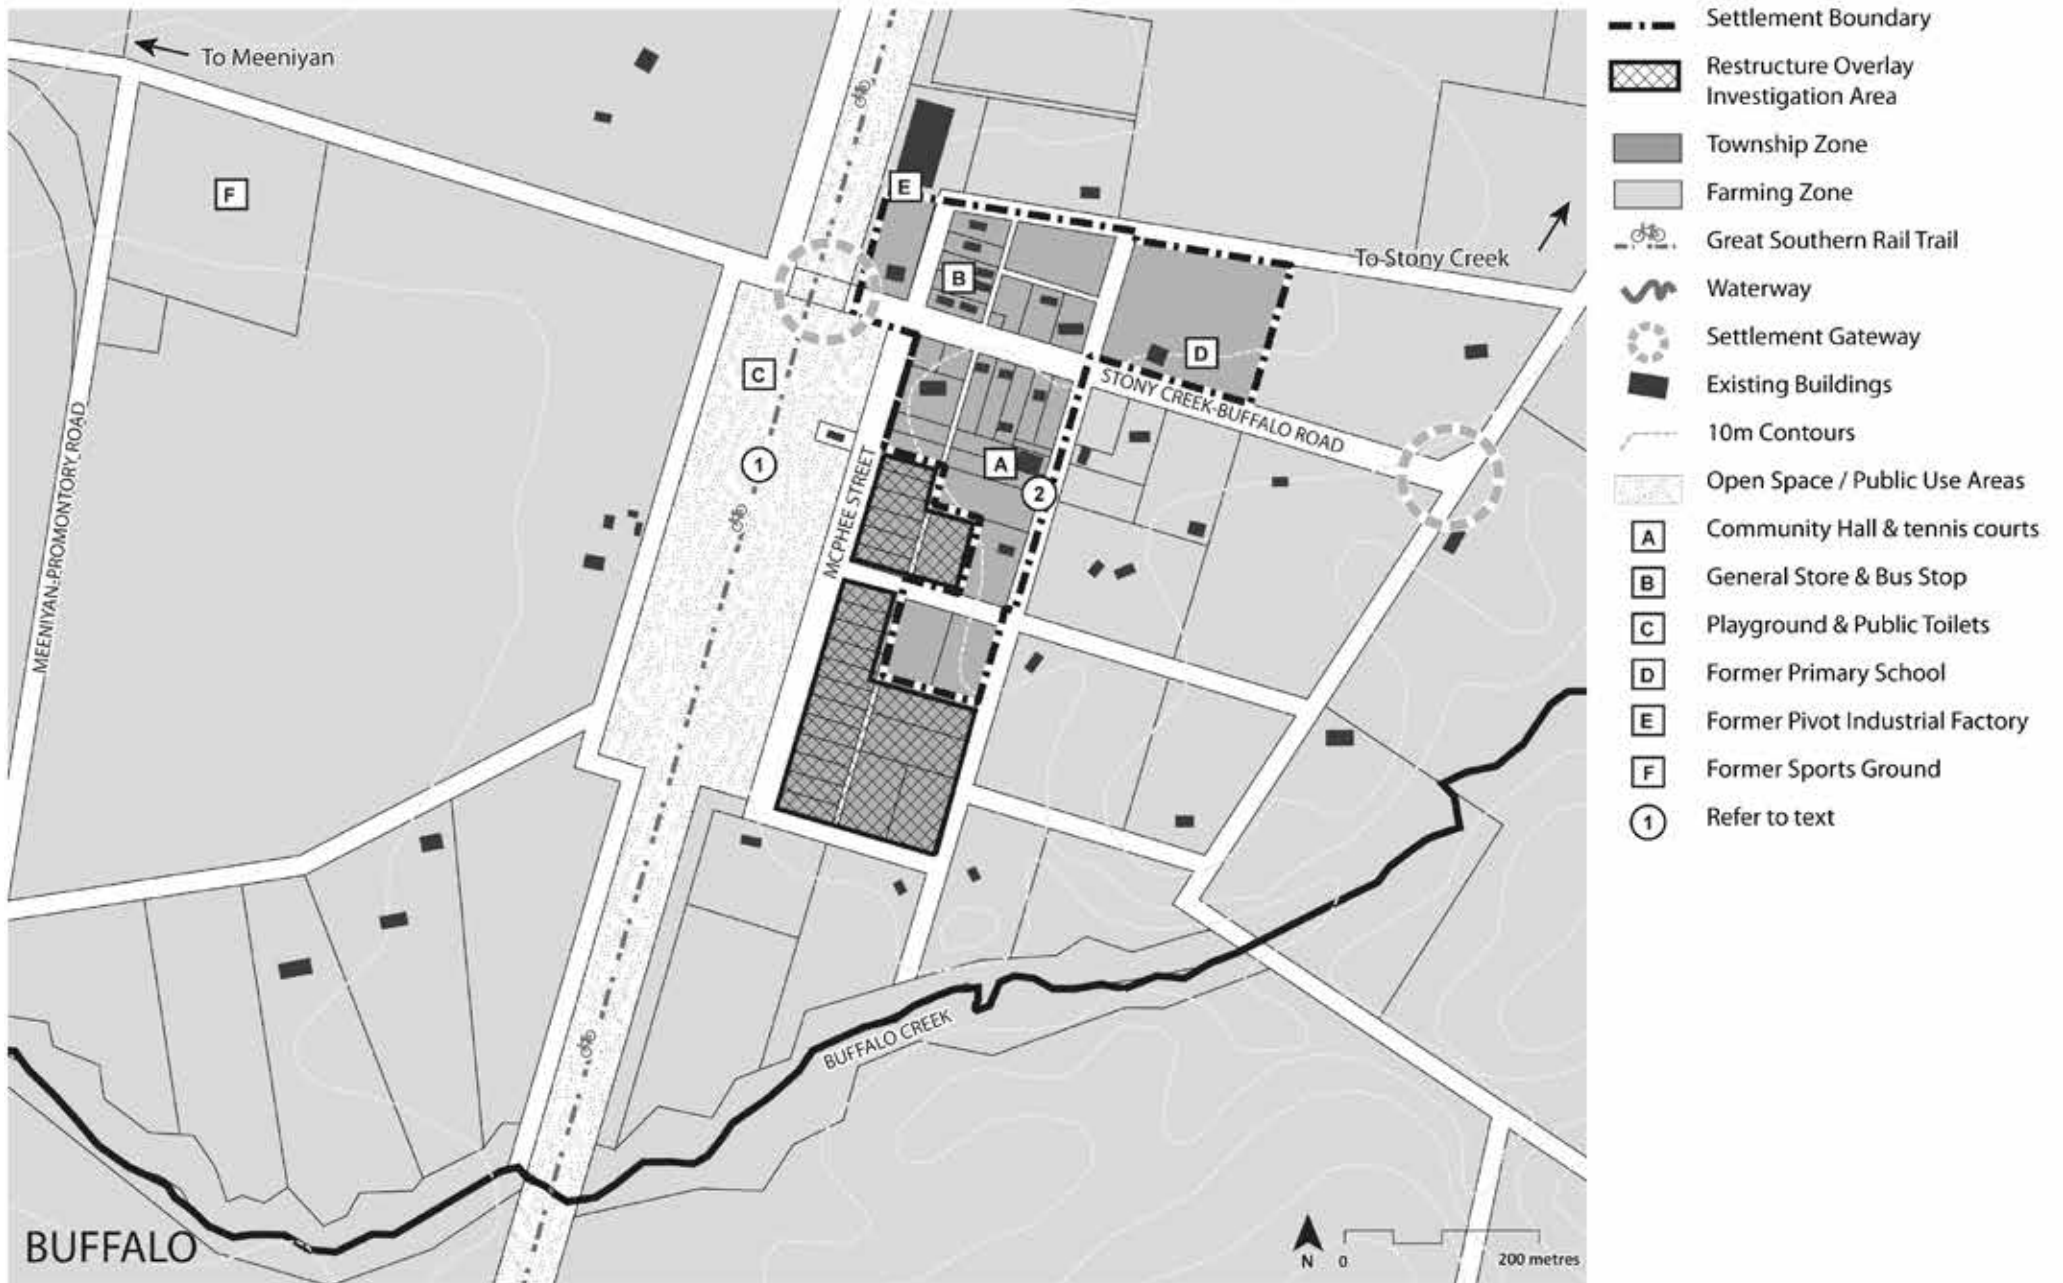 To Meeniyan
F
E
B
To Stony Creek
D
C
STONY CREEK-BUFFALO ROAD
MEENIYAN-PROMONTORY ROAD
1
MCPHEE STREET
A
2
BUFFALO CREEK
BUFFALO
N
0
200 metres
Settlement Boundary
Restructure Overlay
Investigation Area
Township Zone
Farming Zone
Great Southern Rail Trail
Waterway
Settlement Gateway
Existing Buildings
10m Contours
Open Space / Public Use Areas
A Community Hall & tennis courts
B General Store & Bus Stop
C Playground & Public Toilets
D Former Primary School
E Former Pivot Industrial Factory
F Former Sports Ground
1 Refer to text